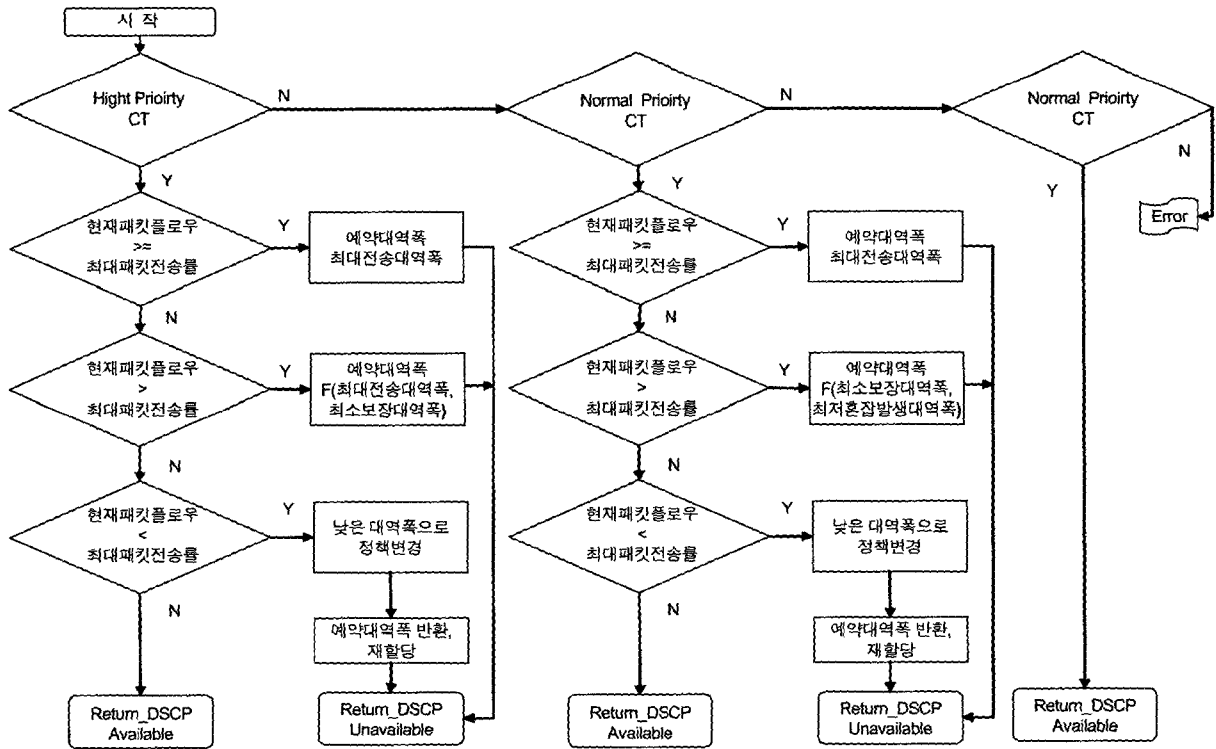 시 작
Hight Prioirty
CT
N
Normal Prioirty
CT
N
Normal Prioirty
CT
N
Y
Y
Y
Error
현재패킷플로우
>=
최대패킷전송률
Y
예약대역폭
최대전송대역폭
현재패킷플로우
>=
최대패킷전송률
Y
예약대역폭
최대전송대역폭
N
N
현재패킷플로우
>
최대패킷전송률
Y
예약대역폭
F(최대전송대역폭,
최소보장대역폭)
현재패킷플로우
>
최대패킷전송률
Y
예약대역폭
F(최소보장대역폭,
최저혼잡발생대역폭)
N
N
현재패킷플로우
<
최대패킷전송률
Y
낮은 대역폭으로
정책변경
현재패킷플로우
<
최대패킷전송률
Y
낮은 대역폭으로
정책변경
N
N
예약대역폭 반환,
재할당
예약대역폭 반환,
재할당
Return_DSCP
Available
Return_DSCP
Unavailable
Return_DSCP
Available
Return_DSCP
Unavailable
Return_DSCP
Available